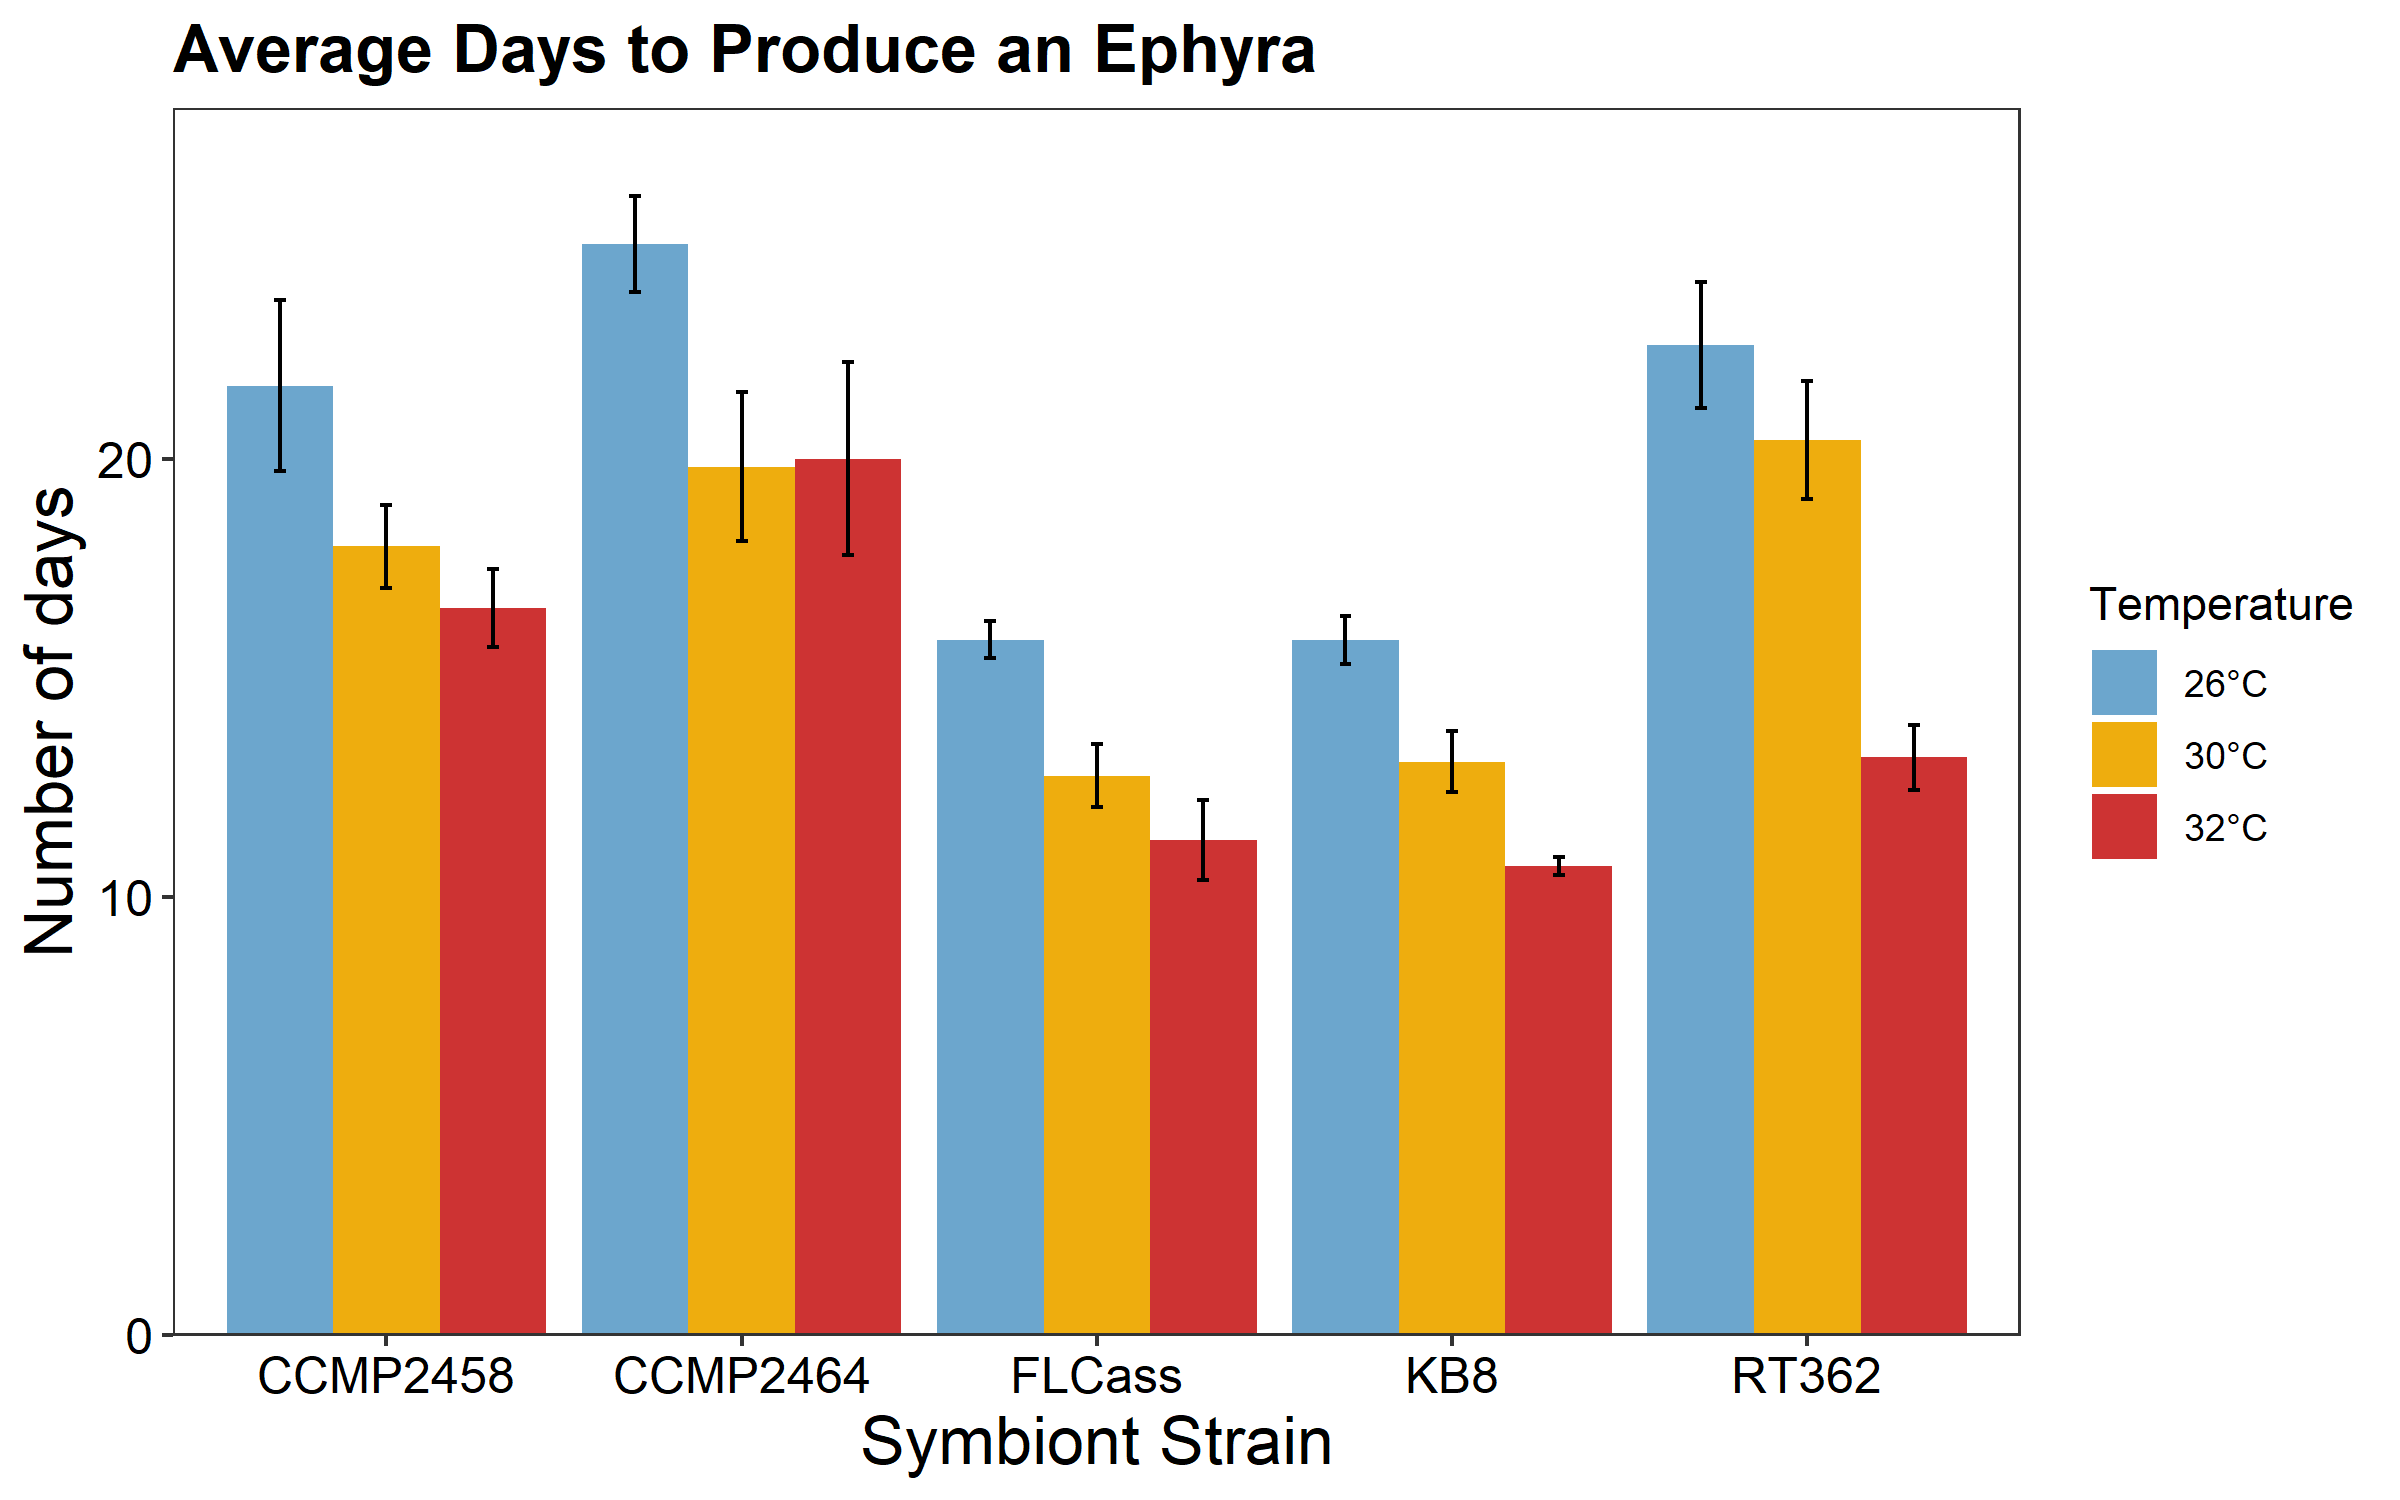 Average Days to Produce an Ephyra
Number of days
20
10
0
CCMP2458 CCMP2464 FLCass KB8 RT362
Symbiont Strain
Temperature
26°C
30°C
32°C